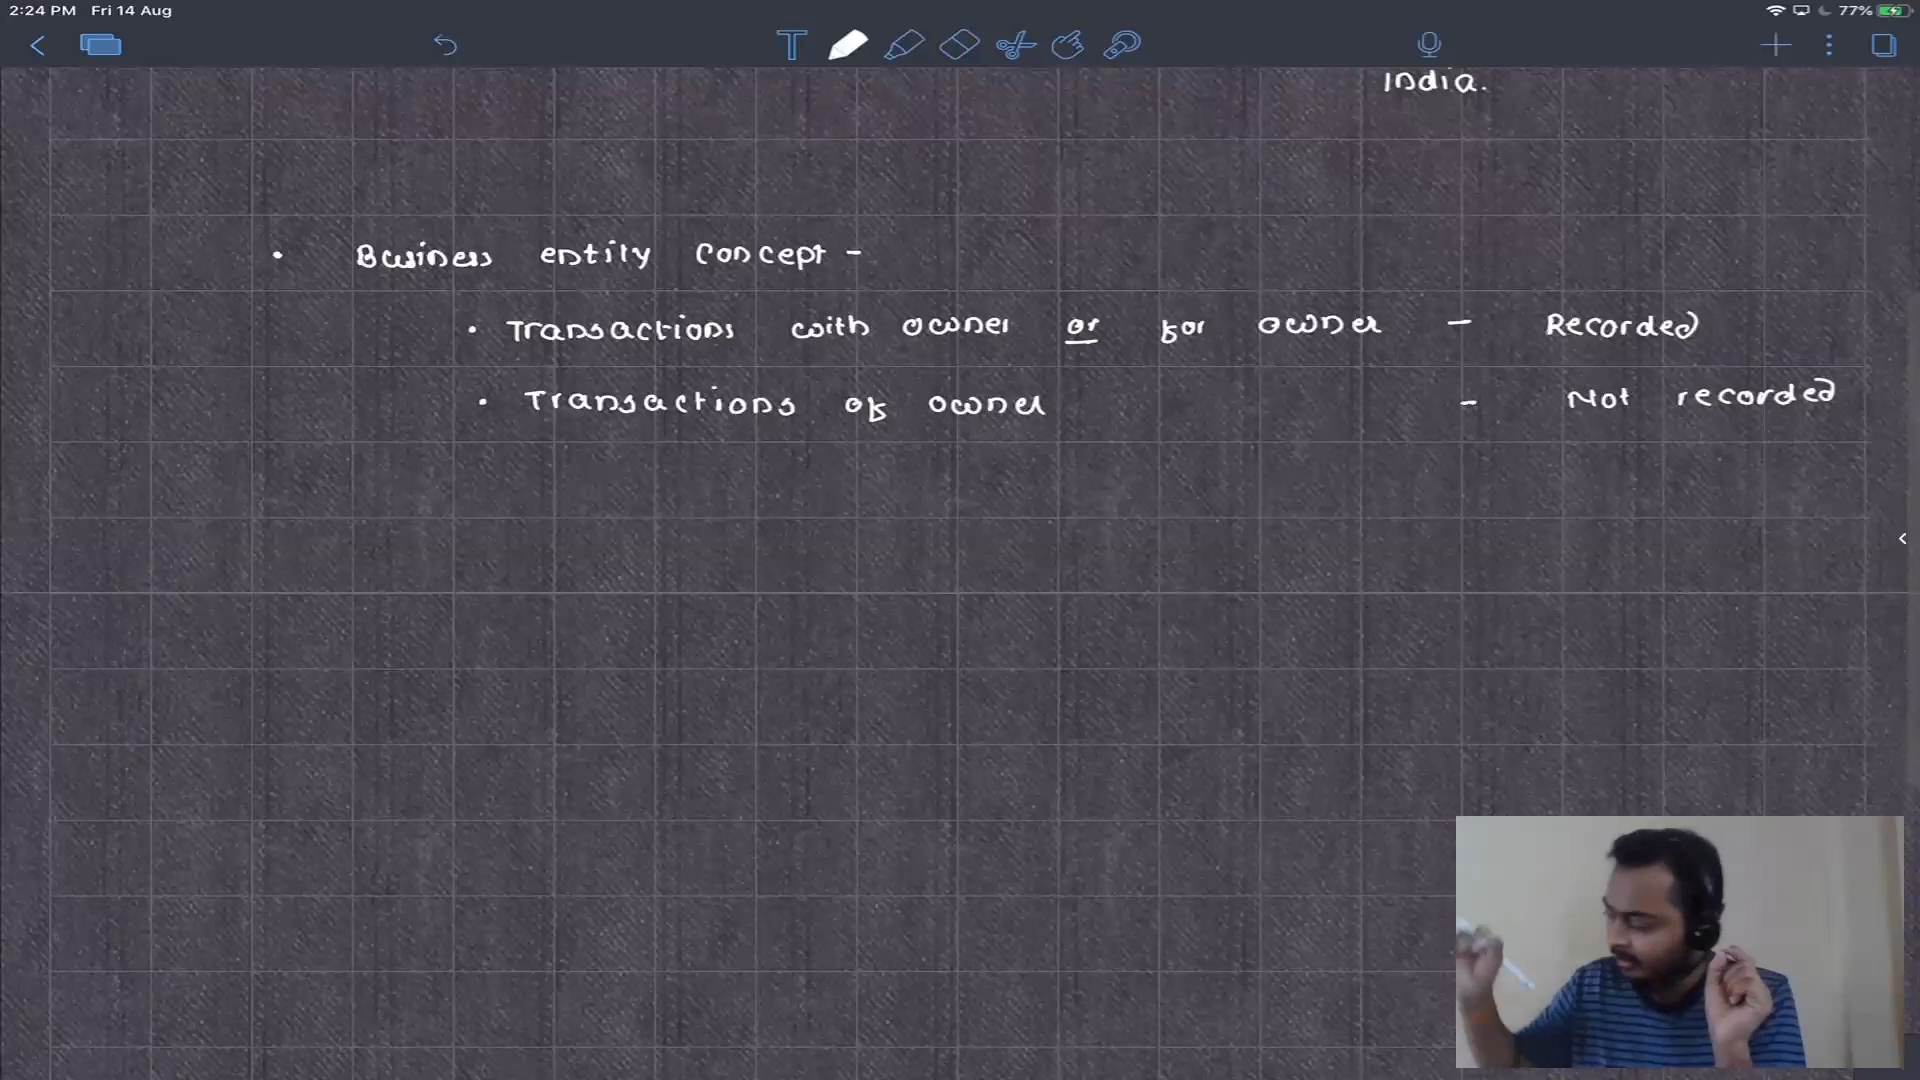 2:24 PM Fri 14 Aug 77%
T
India.
• Business entity concept -
• Transactions with owner or for owner - Recorded
• Transactions of owner - Not recorded